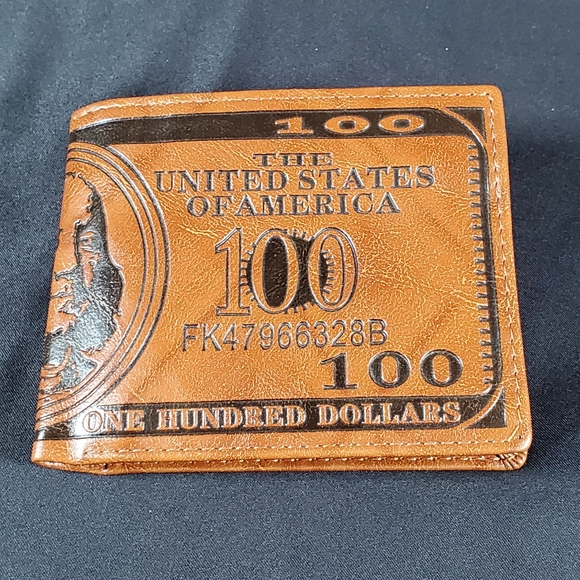 100
THE
UNITED STATES
OF AMERICA
100
FK47966328B
100
ONE HUNDRED DOLLARS